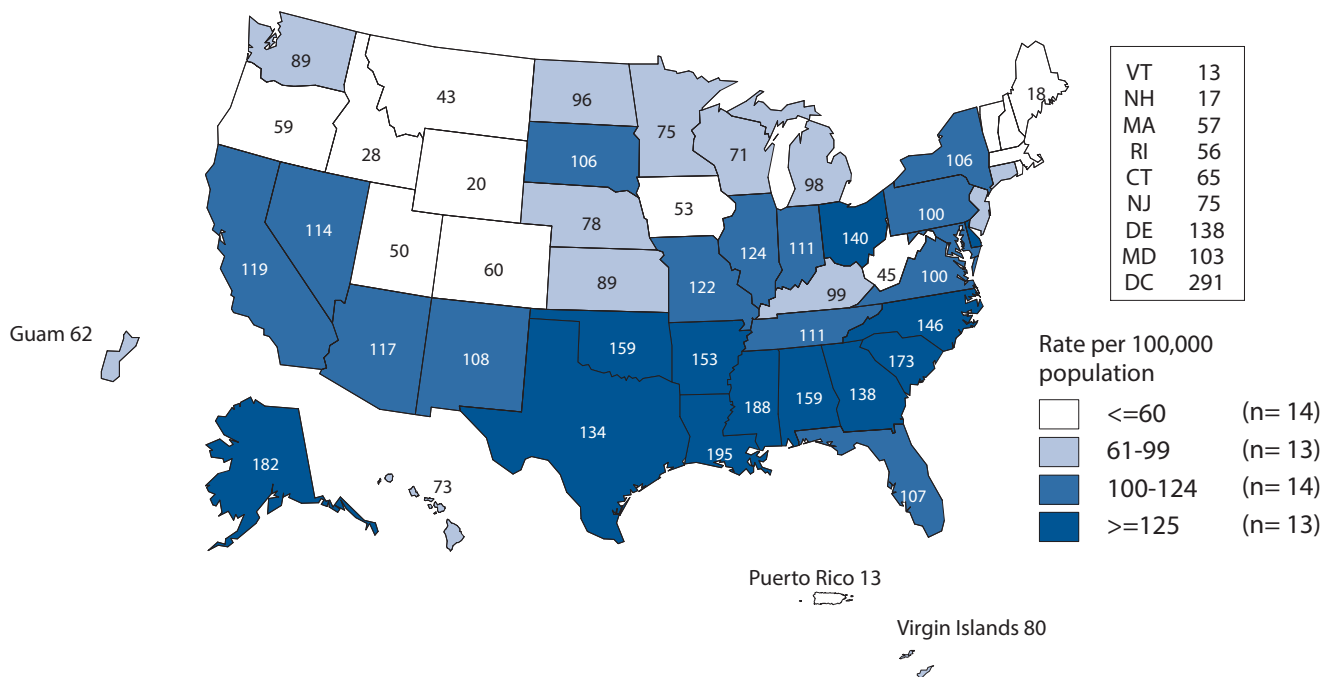 89
43
96
75
18
59
28
20
106
71
98
106
53
78
100
114
50
60
124
111
140
45
100
119
89
122
99
117
108
159
153
111
146
173
134
188
159
138
195
182
73
107
VT 13
NH 17
MA 57
RI 56
CT 65
NJ 75
DE 138
MD 103
DC 291
Guam 62
Rate per 100,000
population
<=60 (n= 14)
61-99 (n= 13)
100-124 (n= 14)
>=125 (n= 13)
Puerto Rico 13
Virgin Islands 80